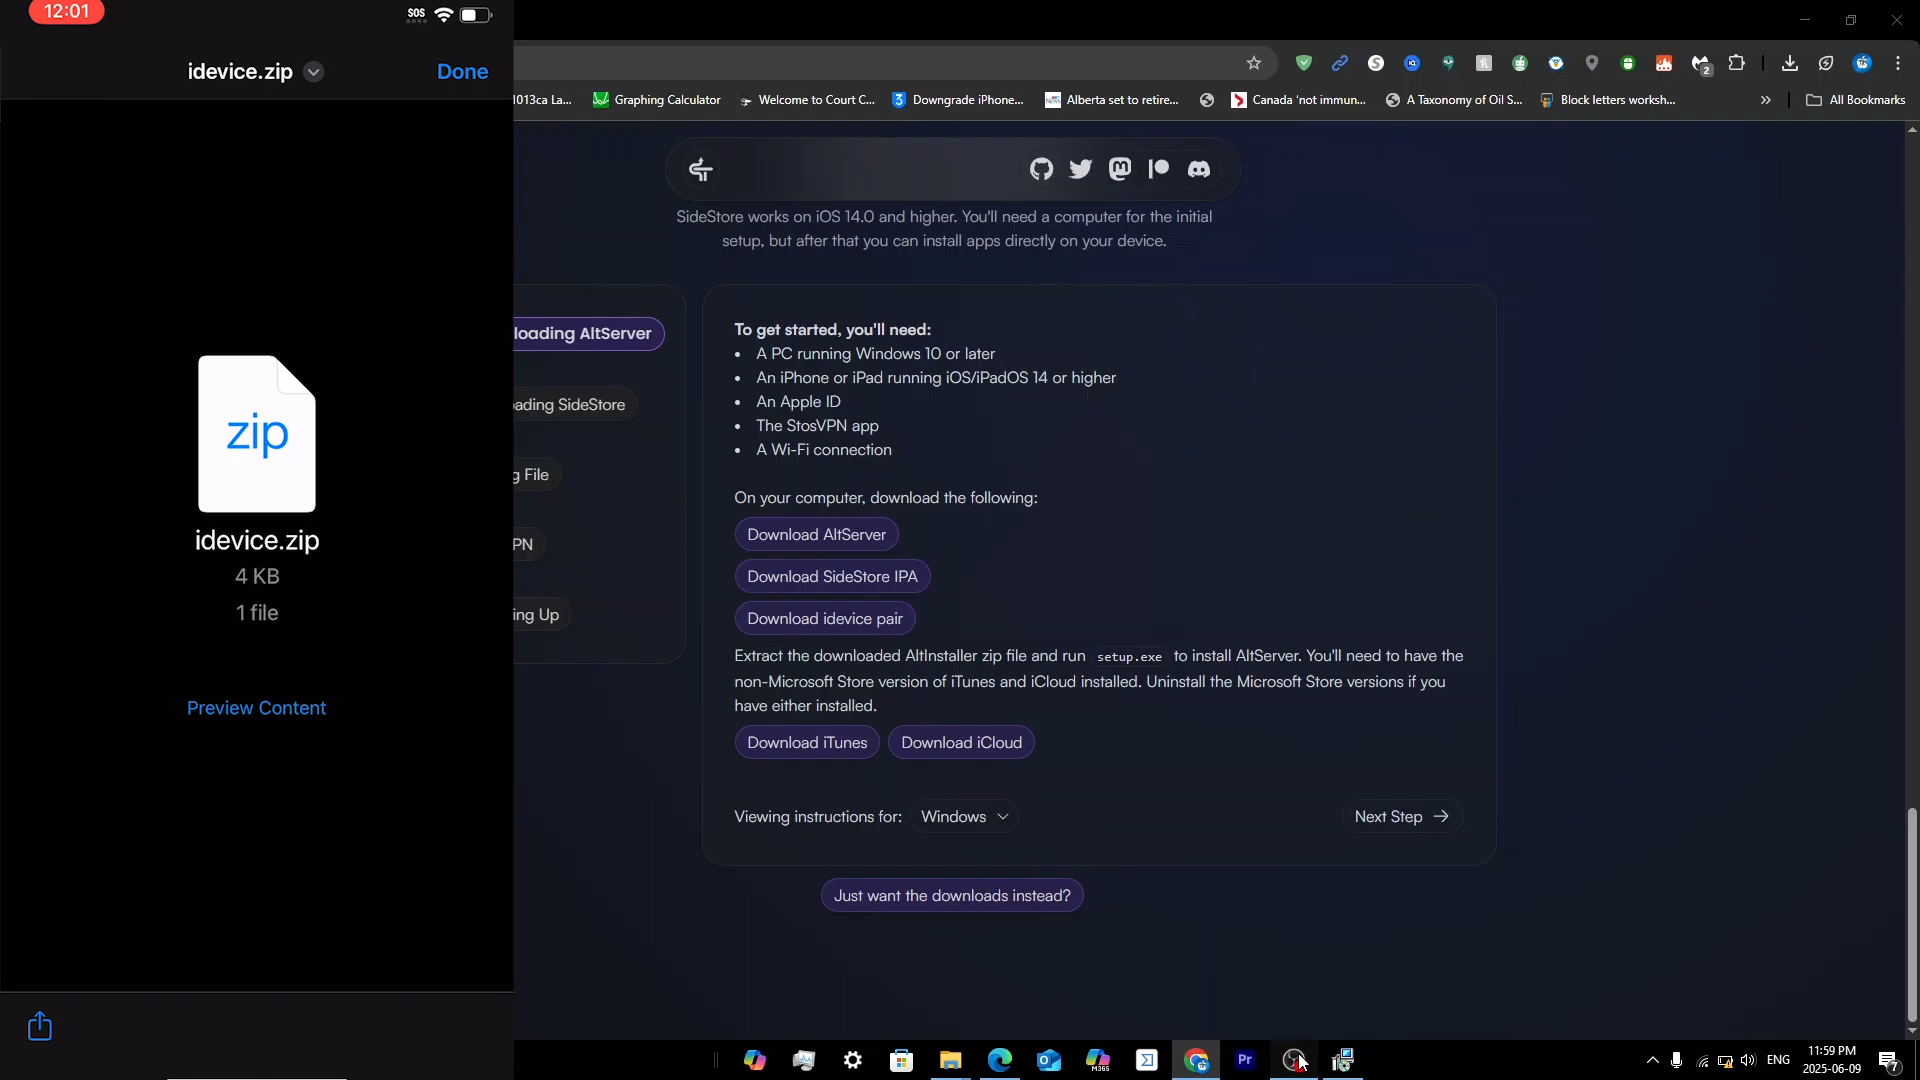 12:01
SOS
idevice.zip
Done
zip
idevice.zip
4 KB
1 file
Preview Content
1013ca La...
Graphing Calculator
Welcome to Court C...
Downgrade iPhone...
Alberta set to retire...
Canada 'not immun...
A Taxonomy of Oil S...
Block letters worksh...
»
All Bookmarks
SideStore works on iOS 14.0 and higher. You'll need a computer for the initial
setup, but after that you can install apps directly on your device.
loading AltServer
ading SideStore
g File
PN
ing Up
To get started, you'll need:
• A PC running Windows 10 or later
• An iPhone or iPad running iOS/iPadOS 14 or higher
• An Apple ID
• The StosVPN app
• A Wi-Fi connection
On your computer, download the following:
Download AltServer
Download SideStore IPA
Download idevice pair
Extract the downloaded AltInstaller zip file and run setup.exe to install AltServer. You'll need to have the
non-Microsoft Store version of iTunes and iCloud installed. Uninstall the Microsoft Store versions if you
have either installed.
Download iTunes
Download iCloud
Viewing instructions for: Windows
Next Step →
Just want the downloads instead?
M365
Pr
ENG
11:59 PM
2025-06-09
7